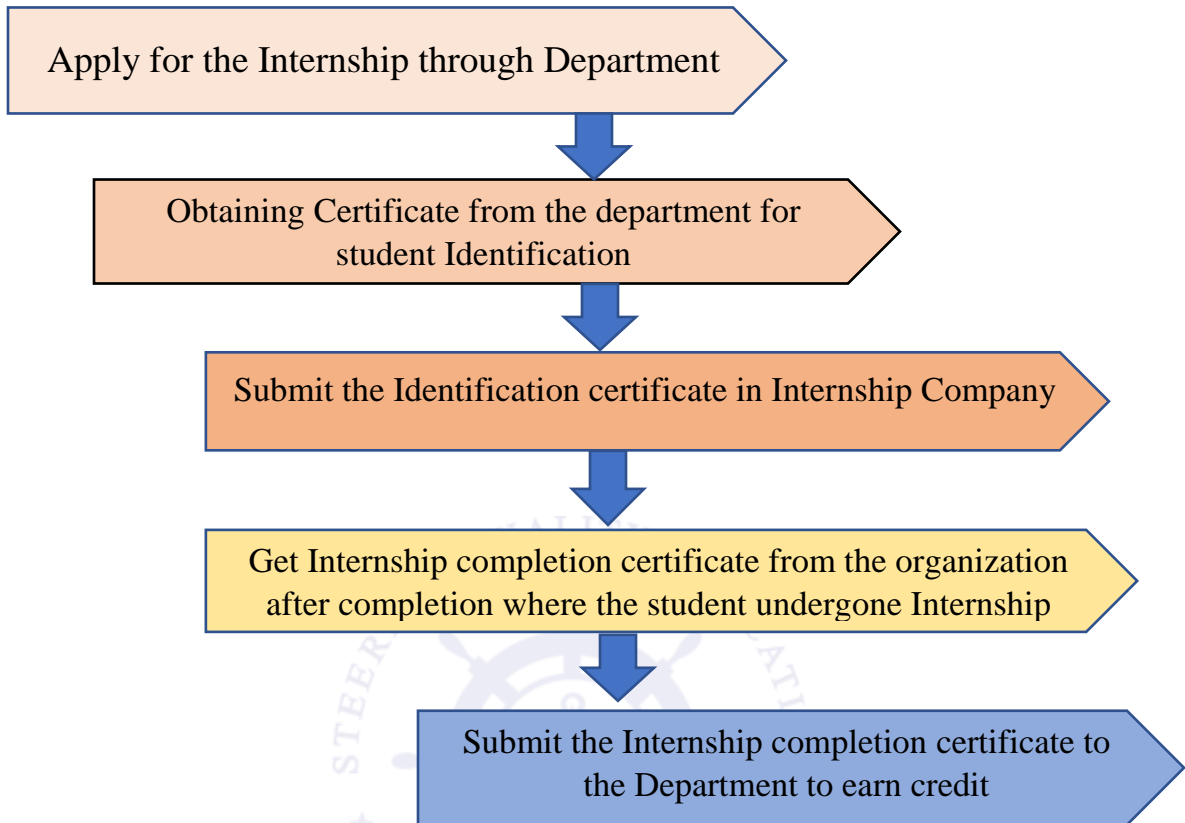 Apply for the Internship through Department
Obtaining Certificate from the department for
student Identification
Submit the Identification certificate in Internship Company
Get Internship completion certificate from the organization
after completion where the student undergone Internship
Submit the Internship completion certificate to
the Department to earn credit